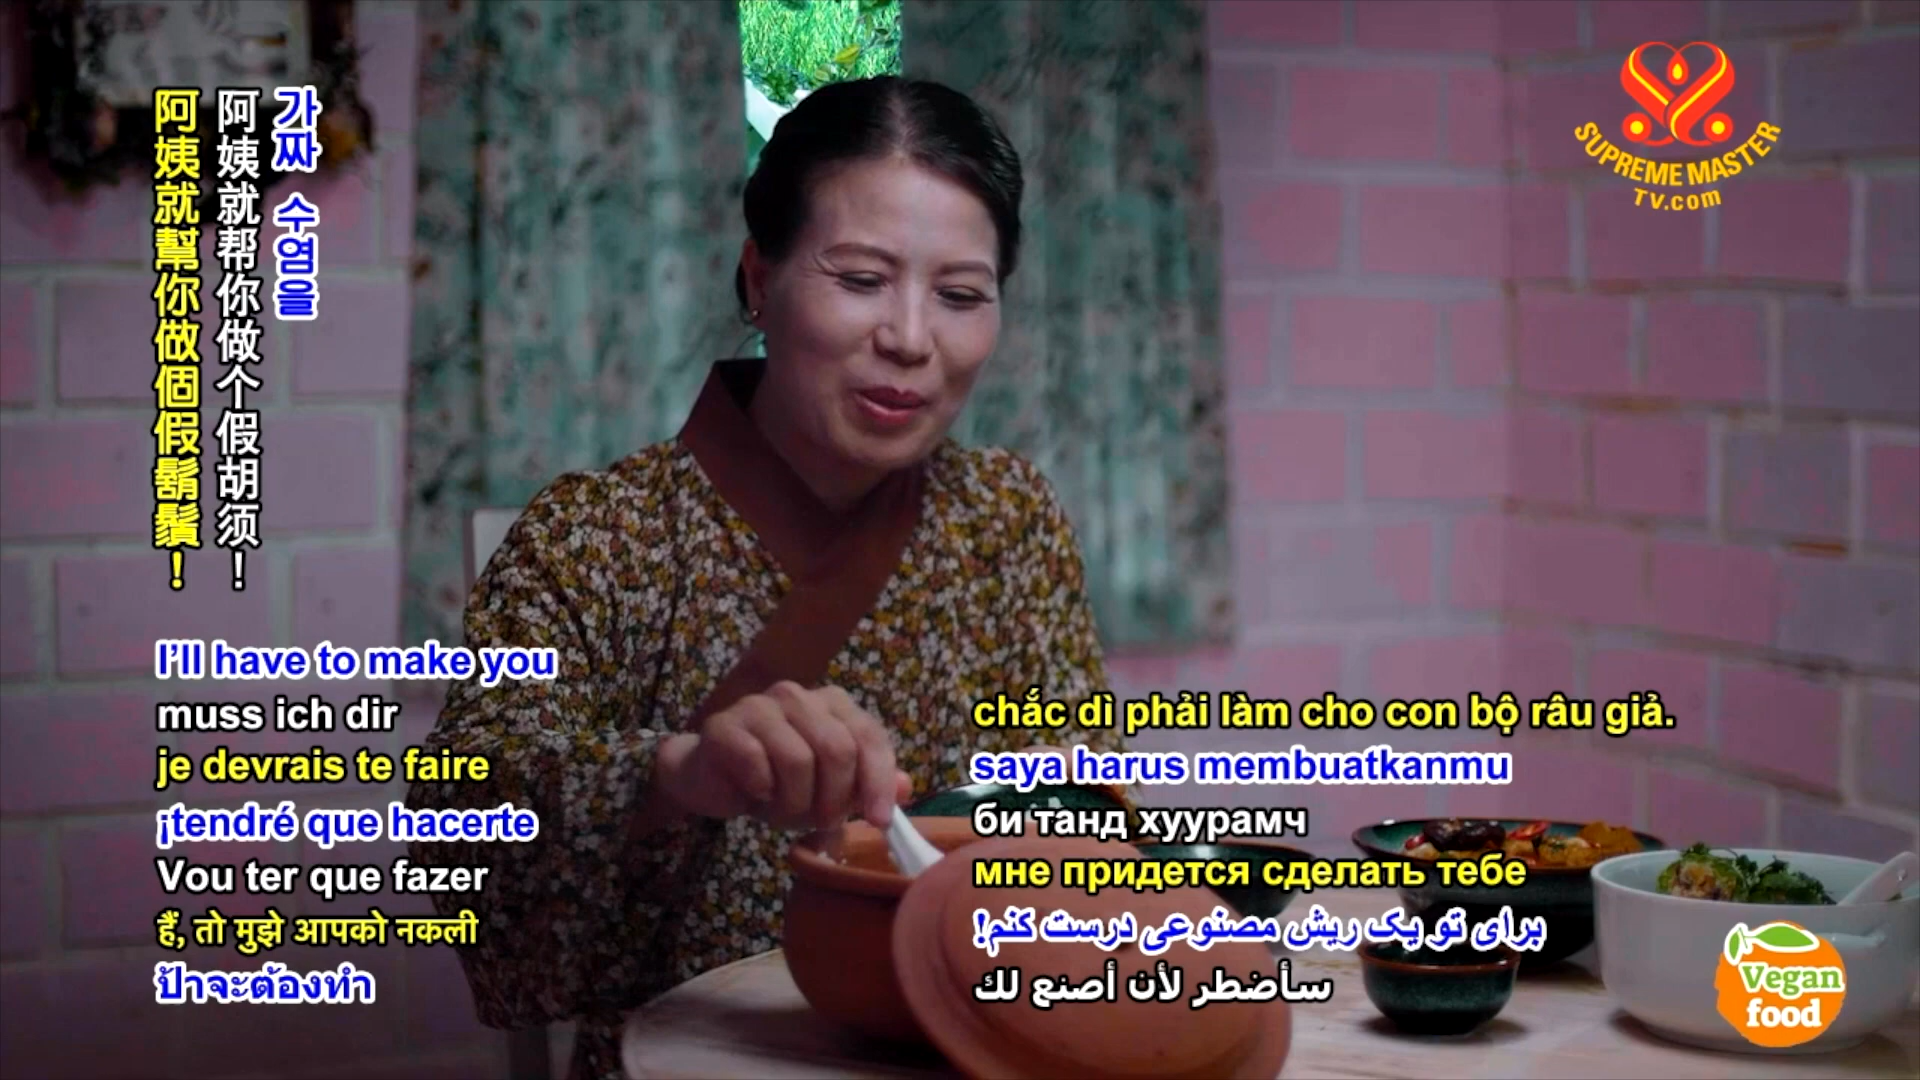 阿姨就幫你做個假鬍鬚！
阿姨就帮你做个假胡须！
가짜 수염을
I'll have to make you
muss ich dir
je devrais te faire
¡tendré que hacerte
Vou ter que fazer
हैं, तो मुझे आपको नकली
ป้าจะต้องทำ
chắc dì phải làm cho con bộ râu giả.
saya harus membuatkanmu
би танд хуурамч
мне придется сделать тебе
برای تو یک ریش مصنوعی درست کنم!
سأضطر لأن أصنع لك
SUPREME MASTER
TV.com
Vegan
food